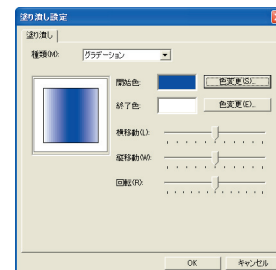 塗り潰し設定
塗り潰し
種類(M): グラデーション
開始色: 色変更(S)...
終了色: 色変更(E)...
横移動(L):
縦移動(W):
回転(R):
OK キャンセル